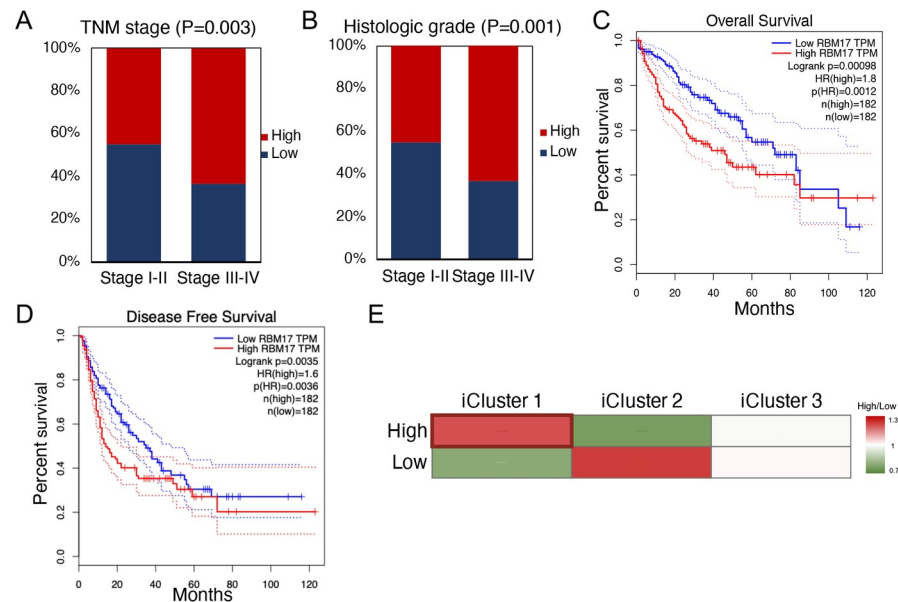 A
TNM stage (P=0.003)
100%
80%
60%
40%
20%
0%
Stage I-II
Stage III-IV
High
Low
B
Histologic grade (P=0.001)
100%
80%
60%
40%
20%
0%
Stage I-II
Stage III-IV
High
Low
C
Overall Survival
Low RBM17 TPM
High RBM17 TPM
Logrank p=0.00098
HR(high)=1.8
p(HR)=0.0012
n(high)=182
n(low)=182
Percent survival
1.0
0.8
0.6
0.4
0.2
0.0
0 20 40 60 80 100 120
Months
D
Disease Free Survival
Low RBM17 TPM
High RBM17 TPM
Logrank p=0.0035
HR(high)=1.6
p(HR)=0.0036
n(high)=182
n(low)=182
Percent survival
1.0
0.8
0.6
0.4
0.2
0.0
0 20 40 60 80 100 120
Months
E
iCluster 1 iCluster 2 iCluster 3
High
Low
High/Low
1.3
1
0.7